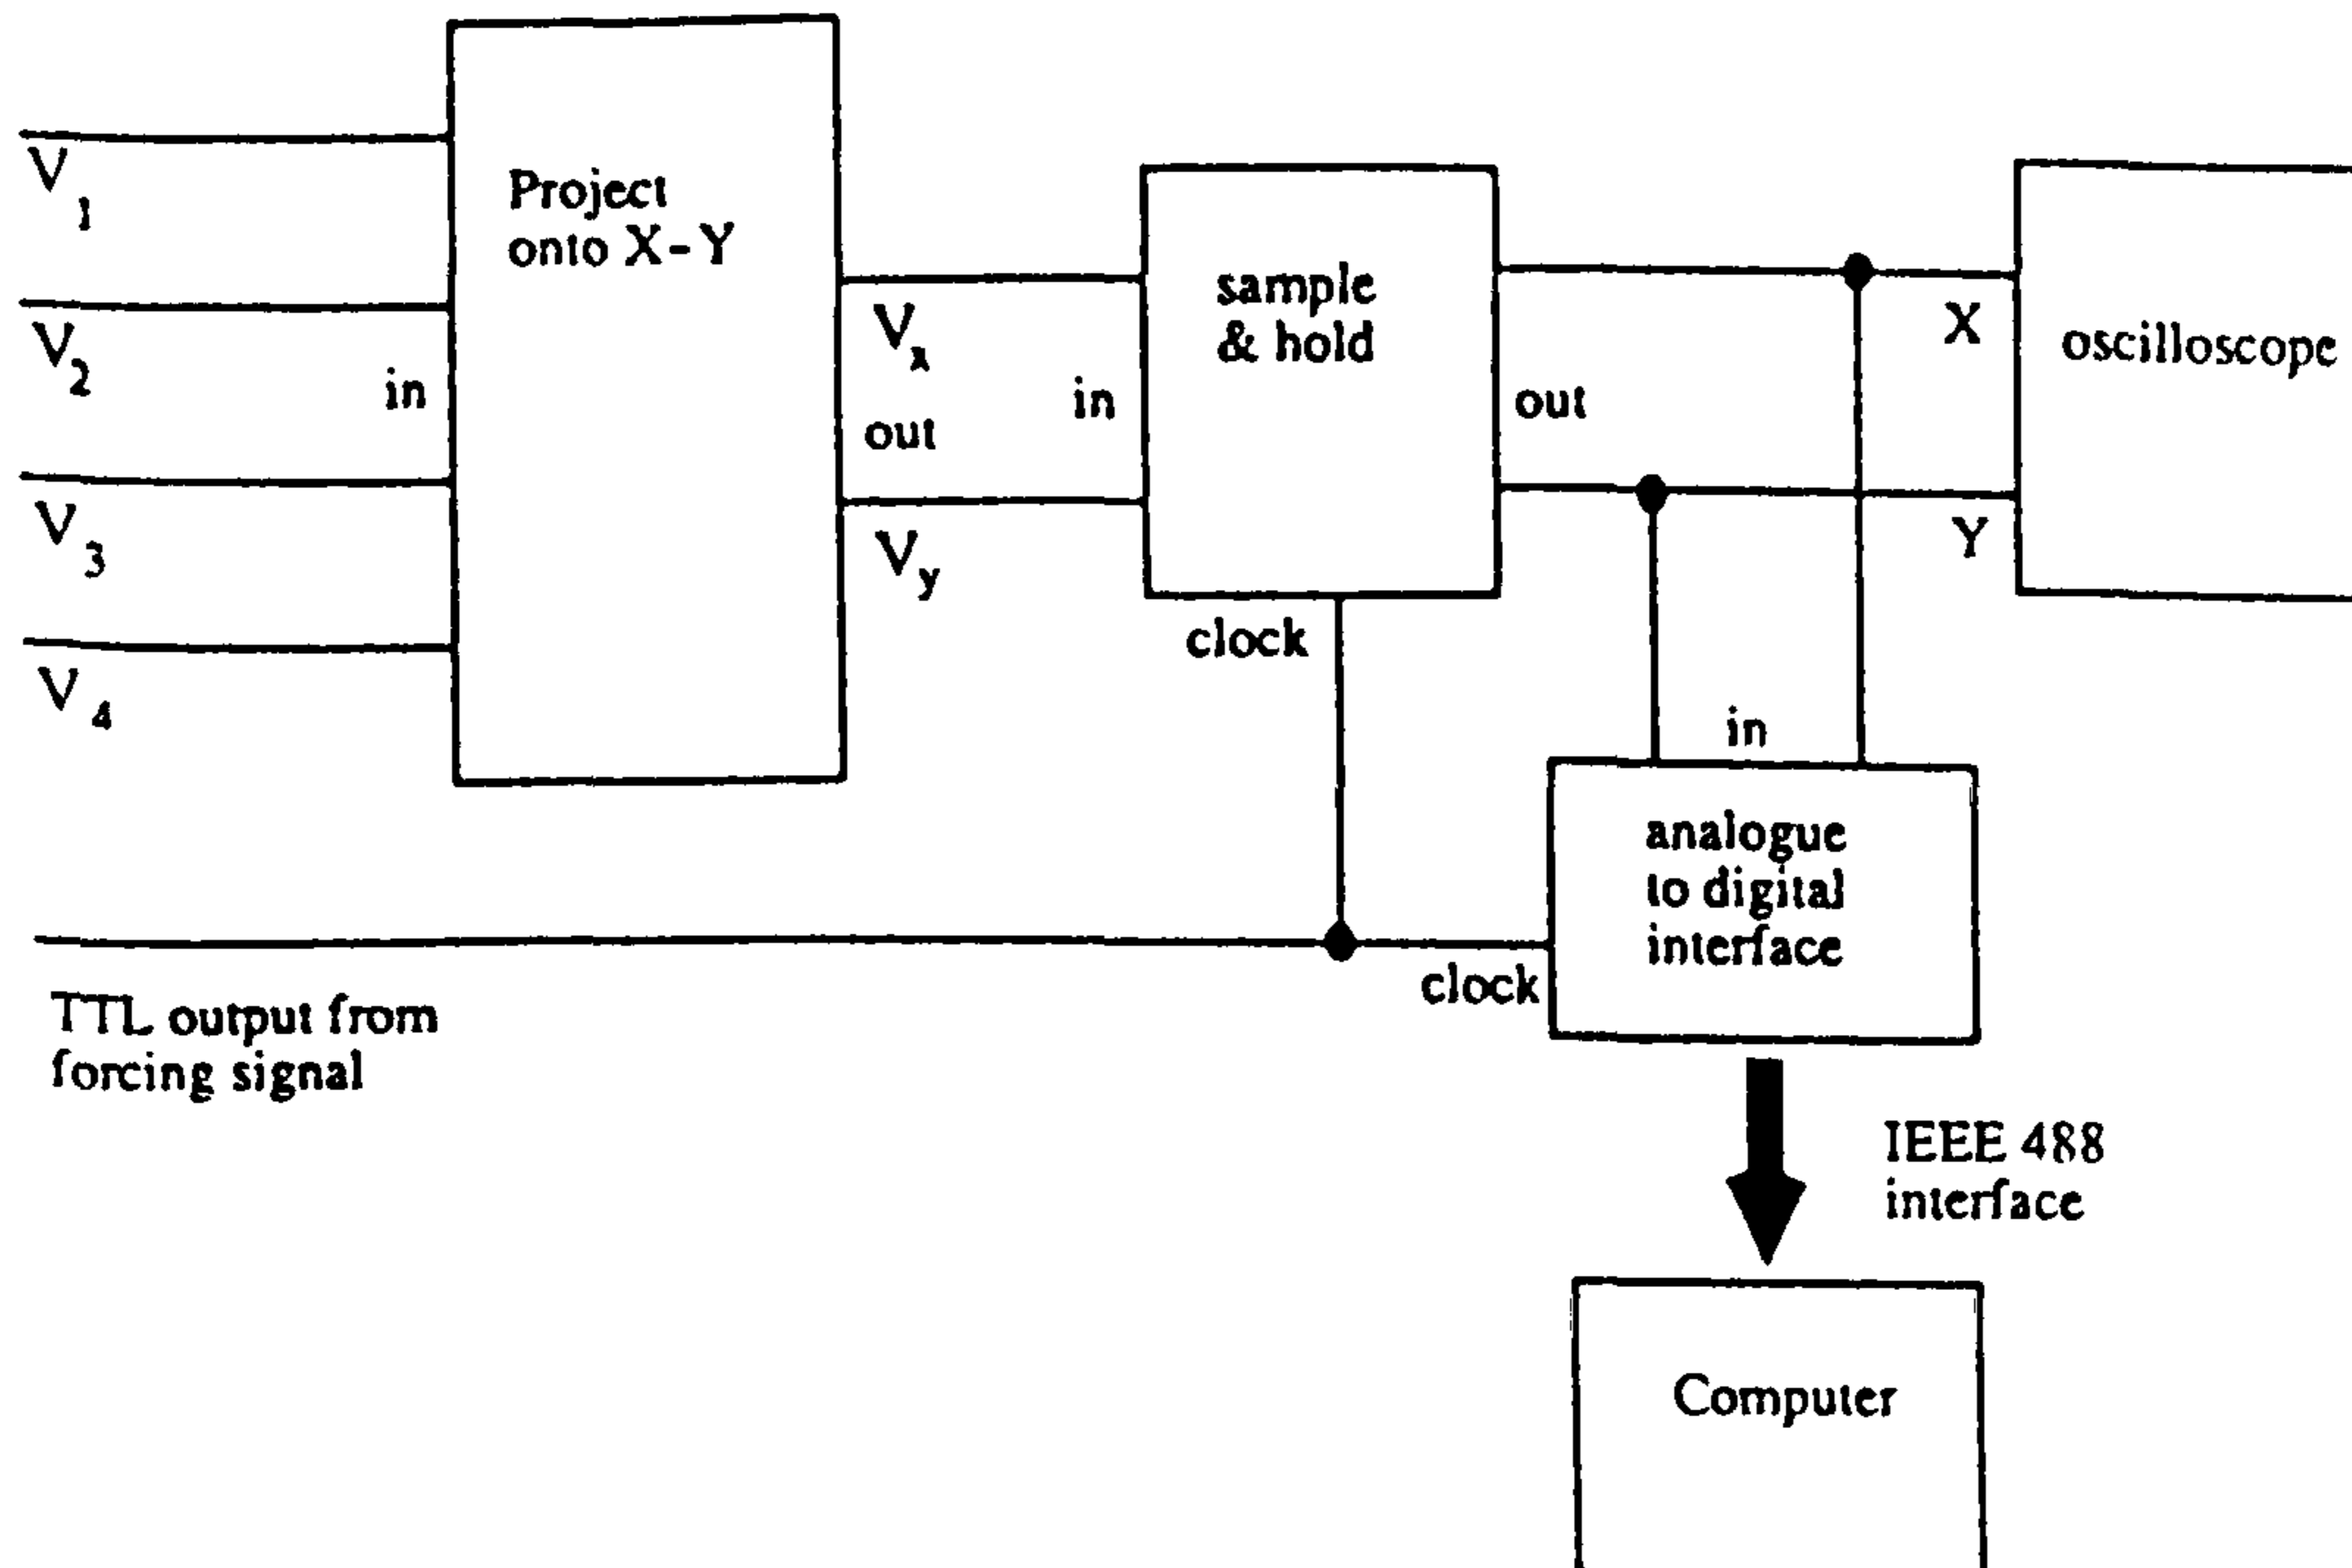 V1
V2
in
V3
V4
Project
onto X-Y
Vx
out
Vy
in
sample
& hold
clock
out
X
Y
oscilloscope
in
analogue
to digital
interface
clock
TTL output from
forcing signal
IEEE 488
interface
Computer